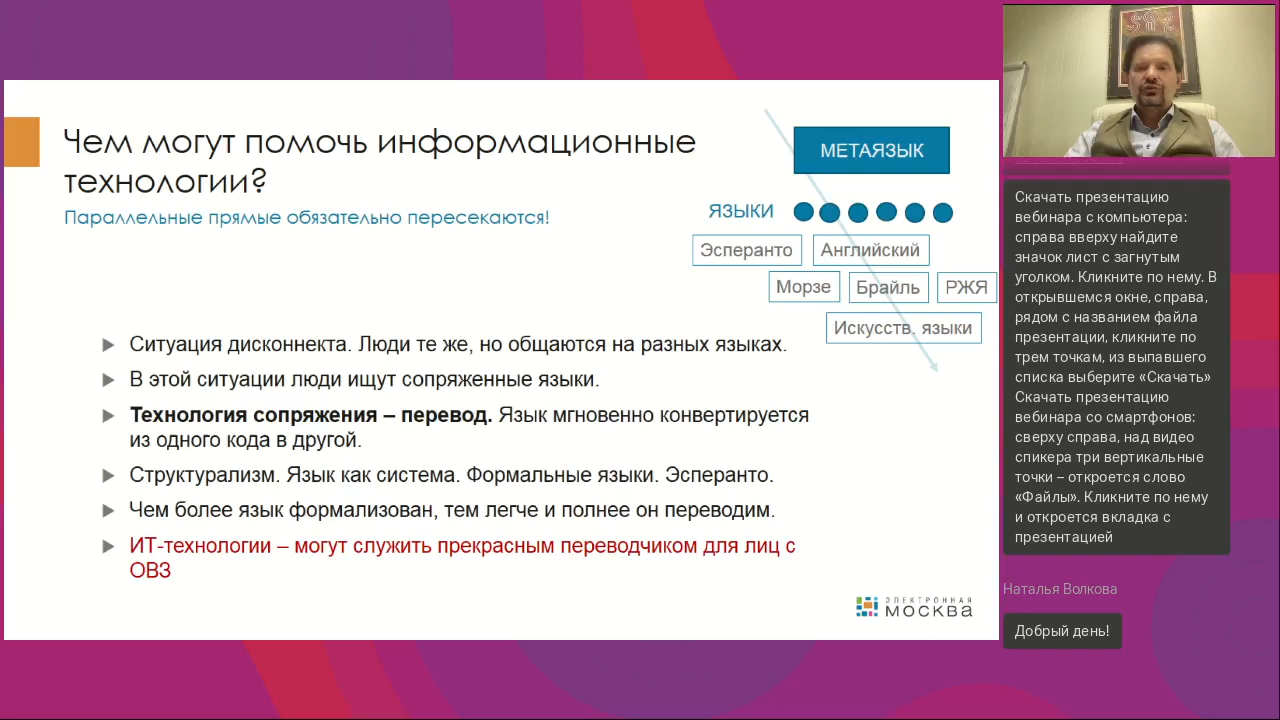 Чем могут помочь информационные
технологии?
Параллельные прямые обязательно пересекаются!
МЕТАЯЗЫК
ЯЗЫКИ
Эсперанто
Английский
Морзе
Брайль
РЖЯ
Искусств. языки
Ситуация дисконнекта. Люди те же, но общаются на разных языках.
В этой ситуации люди ищут сопряженные языки.
Технология сопряжения – перевод. Язык мгновенно конвертируется
из одного кода в другой.
Структурализм. Язык как система. Формальные языки. Эсперанто.
Чем более язык формализован, тем легче и полнее он переводим.
ИТ-технологии – могут служить прекрасным переводчиком для лиц с
ОВЗ
ЭЛЕКТРОННАЯ
МОСКВА
Скачать презентацию
вебинара с компьютера:
справа вверху найдите
значок лист с загнутым
уголком. Кликните по нему. В
открывшемся окне, справа,
рядом с названием файла
презентации, кликните по
трем точкам, из выпавшего
списка выберите «Скачать»
Скачать презентацию
вебинара со смартфонов:
сверху справа, над видео
спикера три вертикальные
точки – откроется слово
«Файлы». Кликните по нему
и откроется вкладка с
презентацией
Наталья Волкова
Добрый день!